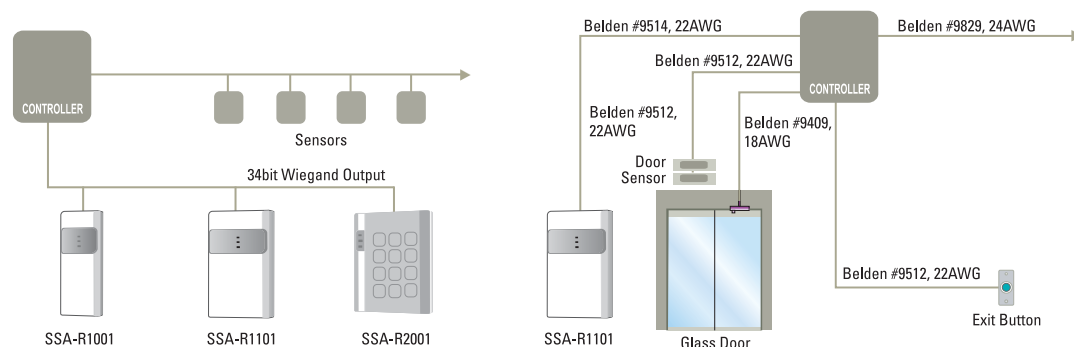 CONTROLLER
Sensors
34bit Wiegand Output
SSA-R1001
SSA-R1101
SSA-R2001
Belden #9514, 22AWG
Belden #9829, 24AWG
Belden #9512, 22AWG
CONTROLLER
Belden #9512,
22AWG
Belden #9409,
18AWG
Door
Sensor
Belden #9512, 22AWG
SSA-R1101
Glass Door
Exit Button